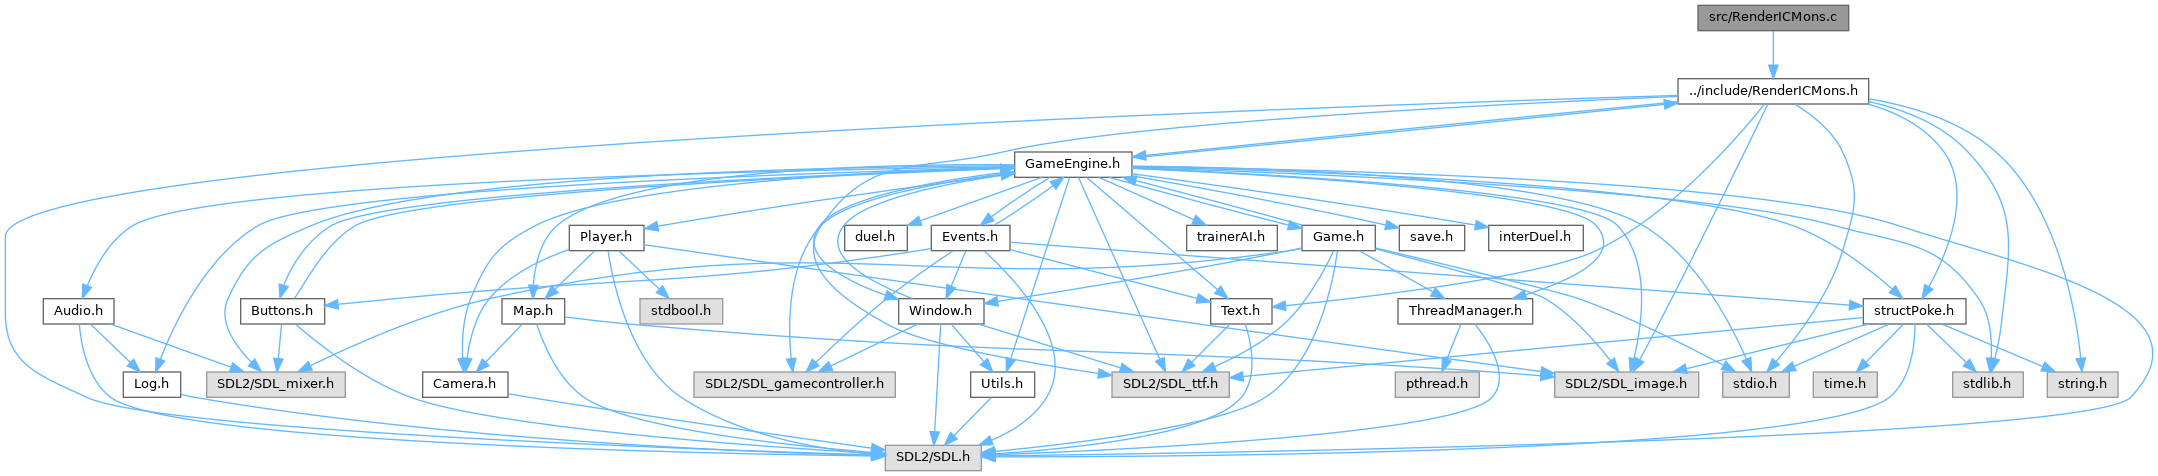 src/RenderICMons.c
../include/RenderICMons.h
GameEngine.h
Player.h
duel.h
Events.h
trainerAI.h
Game.h
save.h
interDuel.h
Audio.h
Buttons.h
Map.h
stdbool.h
Window.h
Text.h
ThreadManager.h
structPoke.h
Log.h
SDL2/SDL_mixer.h
Camera.h
SDL2/SDL_gamecontroller.h
Utils.h
SDL2/SDL_ttf.h
pthread.h
SDL2/SDL_image.h
stdio.h
time.h
stdlib.h
string.h
SDL2/SDL.h